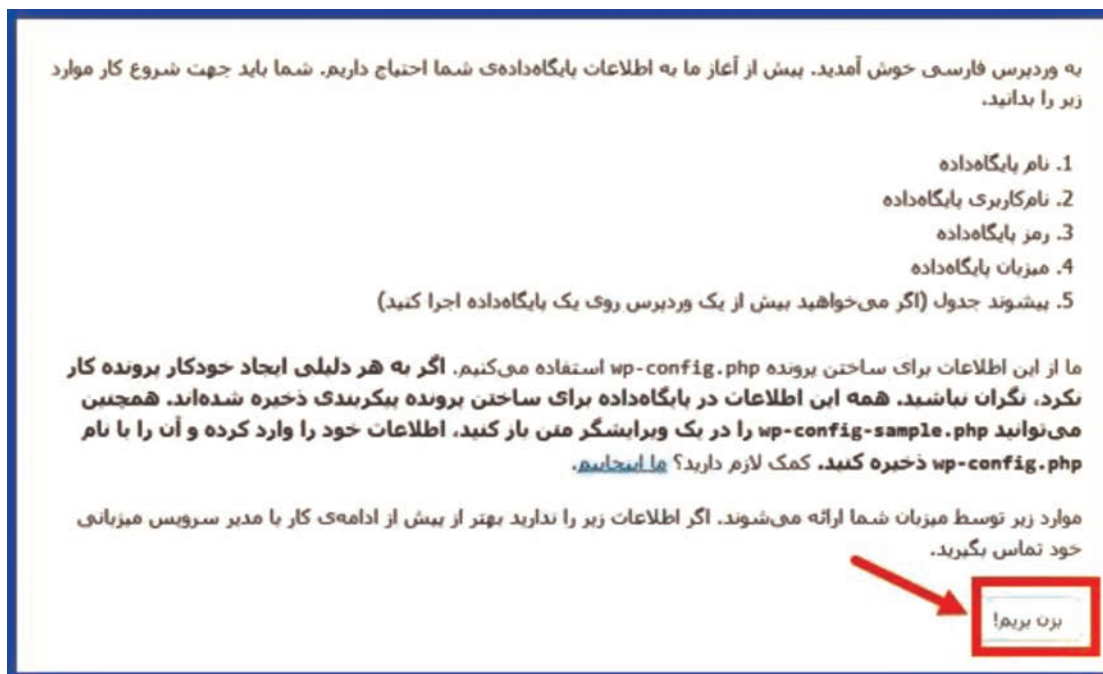 به وردپرس فارسی خوش آمدید. پیش از آغاز ما به اطلاعات پایگاه‌داده‌ی شما احتیاج داریم. شما باید جهت شروع کار موارد
زیر را بدانید.
1. نام پایگاه‌داده
2. نام‌کاربری پایگاه‌داده
3. رمز پایگاه‌داده
4. میزبان پایگاه‌داده
5. پیشوند جدول (اگر می‌خواهید بیش از یک وردپرس روی یک پایگاه‌داده اجرا کنید)
ما از این اطلاعات برای ساختن پرونده wp-config.php استفاده می‌کنیم. اگر به هر دلیلی ایجاد خودکار پرونده کار
نکرد، نگران نباشید. همه این اطلاعات در پایگاه‌داده برای ساختن پرونده پیکربندی ذخیره شده‌اند. همچنین
می‌توانید wp-config-sample.php را در یک ویرایشگر متن باز کنید، اطلاعات خود را وارد کرده و آن را با نام
wp-config.php ذخیره کنید. کمک لازم دارید؟ ما اینجاییم.
موارد زیر توسط میزبان شما ارائه می‌شوند. اگر اطلاعات زیر را ندارید بهتر از پیش از ادامه‌ی کار با مدیر سرویس میزبانی
خود تماس بگیرید.
بزن بریم!